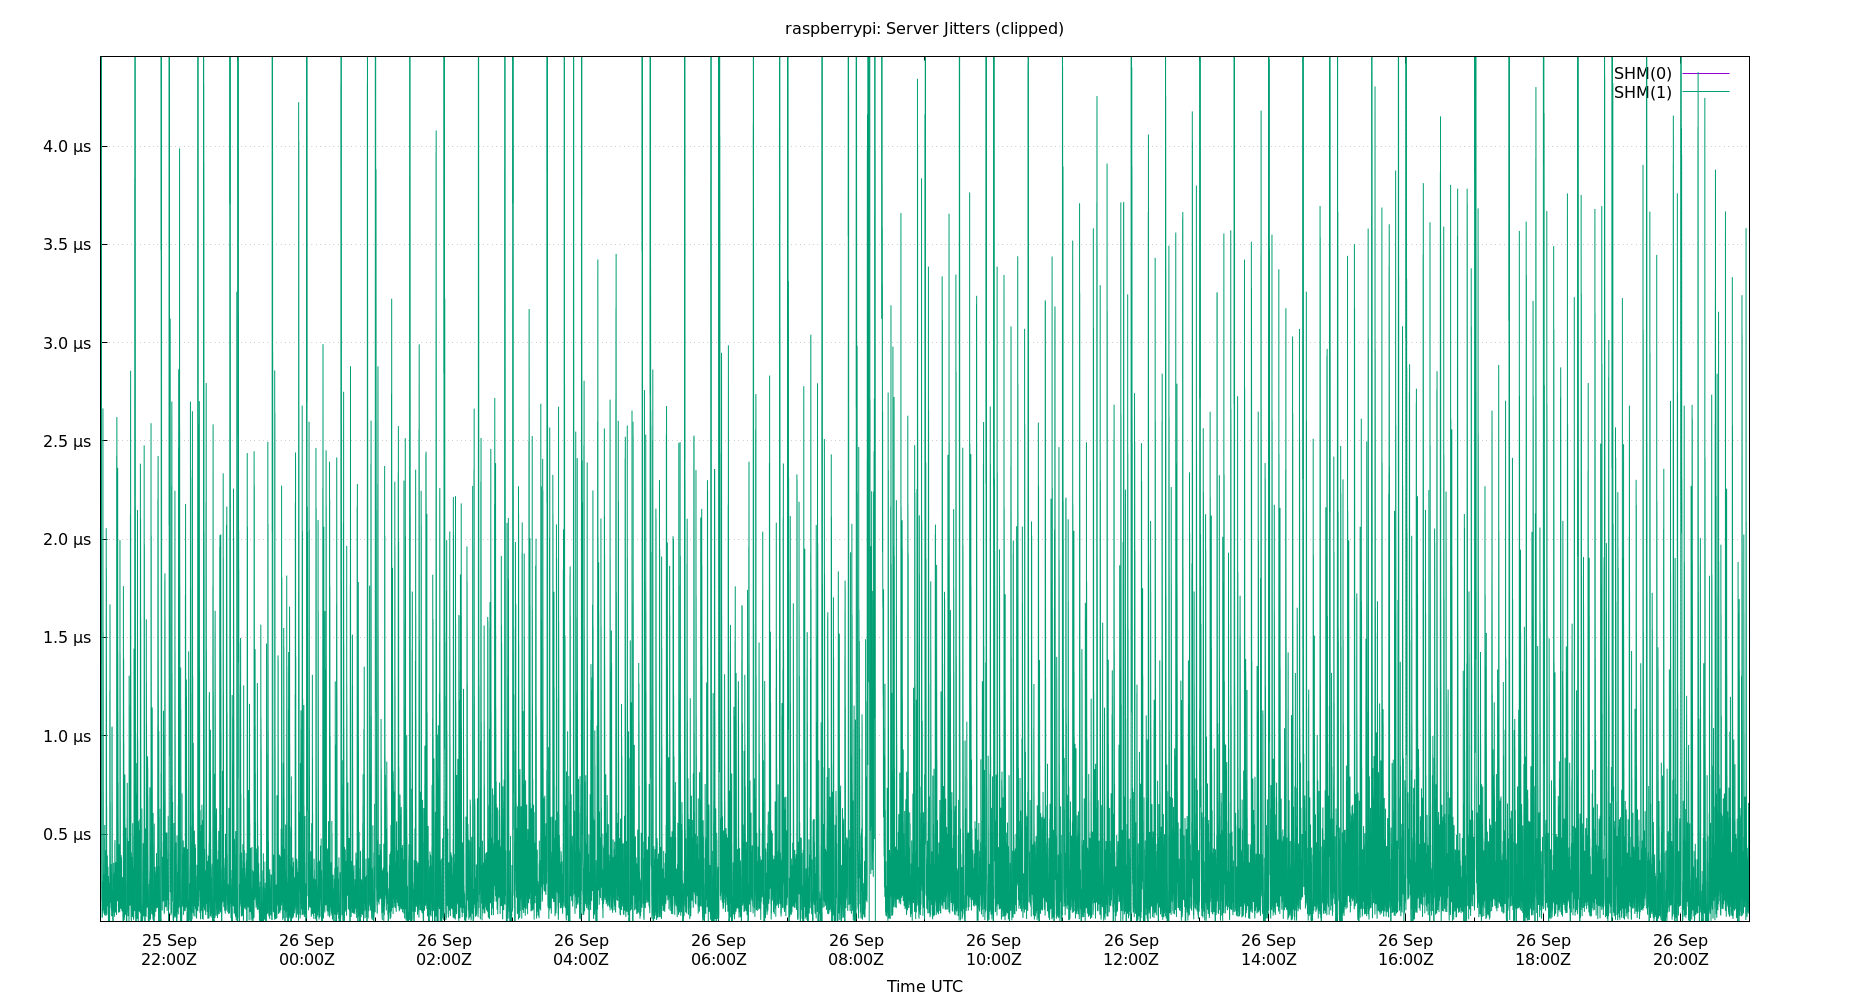 raspberrypi: Server Jitters (clipped)
SHM(0)
SHM(1)
4.0 µs
3.5 µs
3.0 µs
2.5 µs
2.0 µs
1.5 µs
1.0 µs
0.5 µs
25 Sep 26 Sep 26 Sep 26 Sep 26 Sep 26 Sep 26 Sep 26 Sep 26 Sep 26 Sep 26 Sep 26 Sep
22:00Z 00:00Z 02:00Z 04:00Z 06:00Z 08:00Z 10:00Z 12:00Z 14:00Z 16:00Z 18:00Z 20:00Z
Time UTC